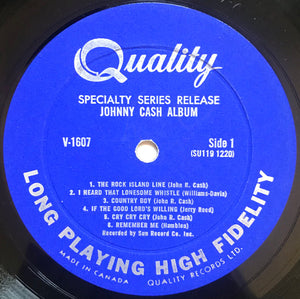 Quality
SPECIALTY SERIES RELEASE
JOHNNY CASH ALBUM
V-1607
Side 1
(SU119 1220)
1. THE ROCK ISLAND LINE (John R. Cash)
2. I HEARD THAT LONESOME WHISTLE (Williams-Davis)
3. COUNTRY BOY (John R. Cash)
4. IF THE GOOD LORD'S WILLING (Jerry Reed)
5. CRY CRY CRY (John R. Cash)
6. REMEMBER ME (Hamblen)
Recorded by Sun Record Co. Inc.
LONG PLAYING HIGH FIDELITY
MADE IN CANADA
QUALITY RECORDS LTD.